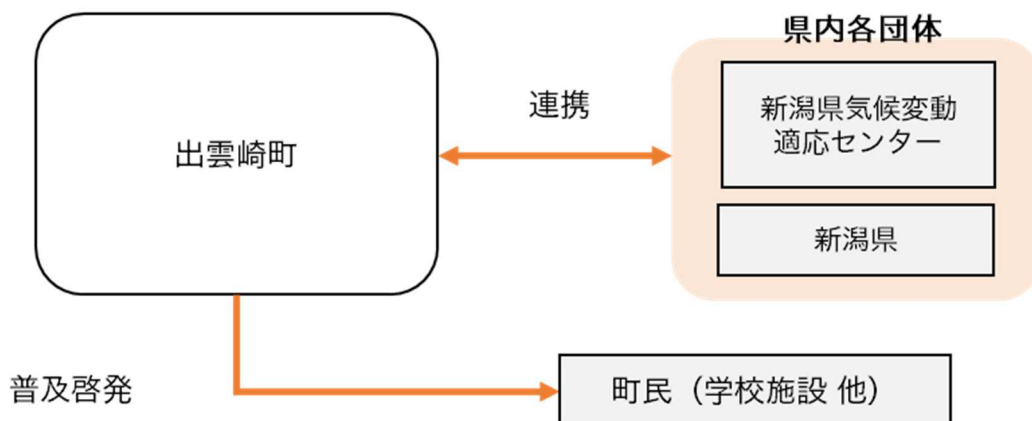 県内各団体
出雲崎町
連携
新潟県気候変動
適応センター
新潟県
普及啓発
町民（学校施設 他）